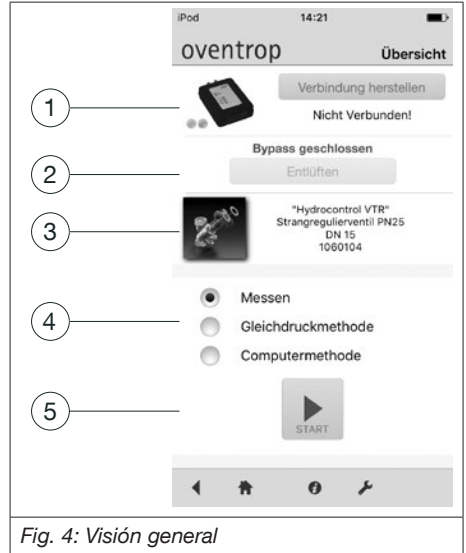 iPod 14:21
oventrop Übersicht
1
Verbindung herstellen
Nicht Verbunden!
2
Bypass geschlossen
Entlüften
3
"Hydrocontrol VTR"
Strangregulierventil PN25
DN 15
1060104
4
Messen
Gleichdruckmethode
Computermethode
5
START
Fig. 4: Visión general